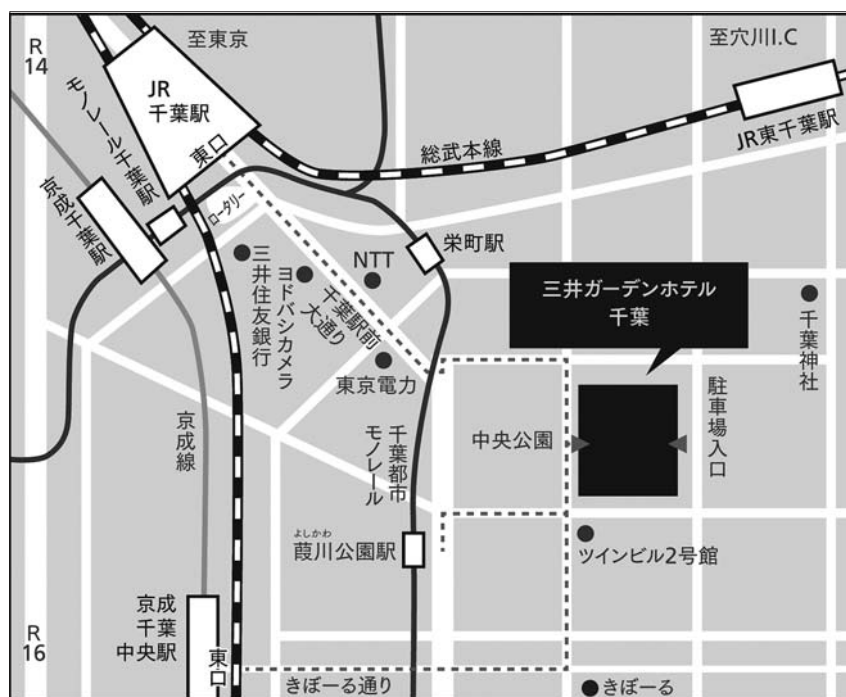 R
14
至東京
至穴川I.C
JR
千葉駅
東口
モノレール千葉駅
京成千葉駅
JR東千葉駅
総武本線
ロータリー
栄町駅
NTT
三井住友銀行
ヨドバシカメラ
千葉駅前
大通り
東京電力
三井ガーデンホテル
千葉
千葉神社
京成線
千葉都市
モノレール
中央公園
駐車場入口
よしかわ
葭川公園駅
ツインビル2号館
R
16
京成
千葉
中央駅
東口
きぼーる通り
きぼーる